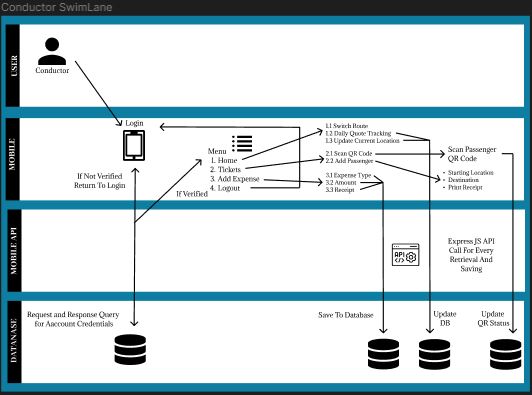 Conductor SwimLane
USER
Conductor
MOBILE
Login
If Not Verified
Return To Login
If Verified
Menu
1. Home
2. Tickets
3. Add Expense
4. Logout
1.1 Switch Route
1.2 Daily Quote Tracking
1.3 Update Current Location
2.1 Scan QR Code
2.2 Add Passenger
3.1 Expense Type
3.2 Amount
3.3 Receipt
Scan Passenger
QR Code
• Starting Location
• Destination
• Print Receipt
MOBILE API
API
Express JS API
Call For Every
Retrieval And
Saving
DATANASE
Request and Response Query
for Aaccount Credentials
Save To Database
Update
DB
Update
QR Status